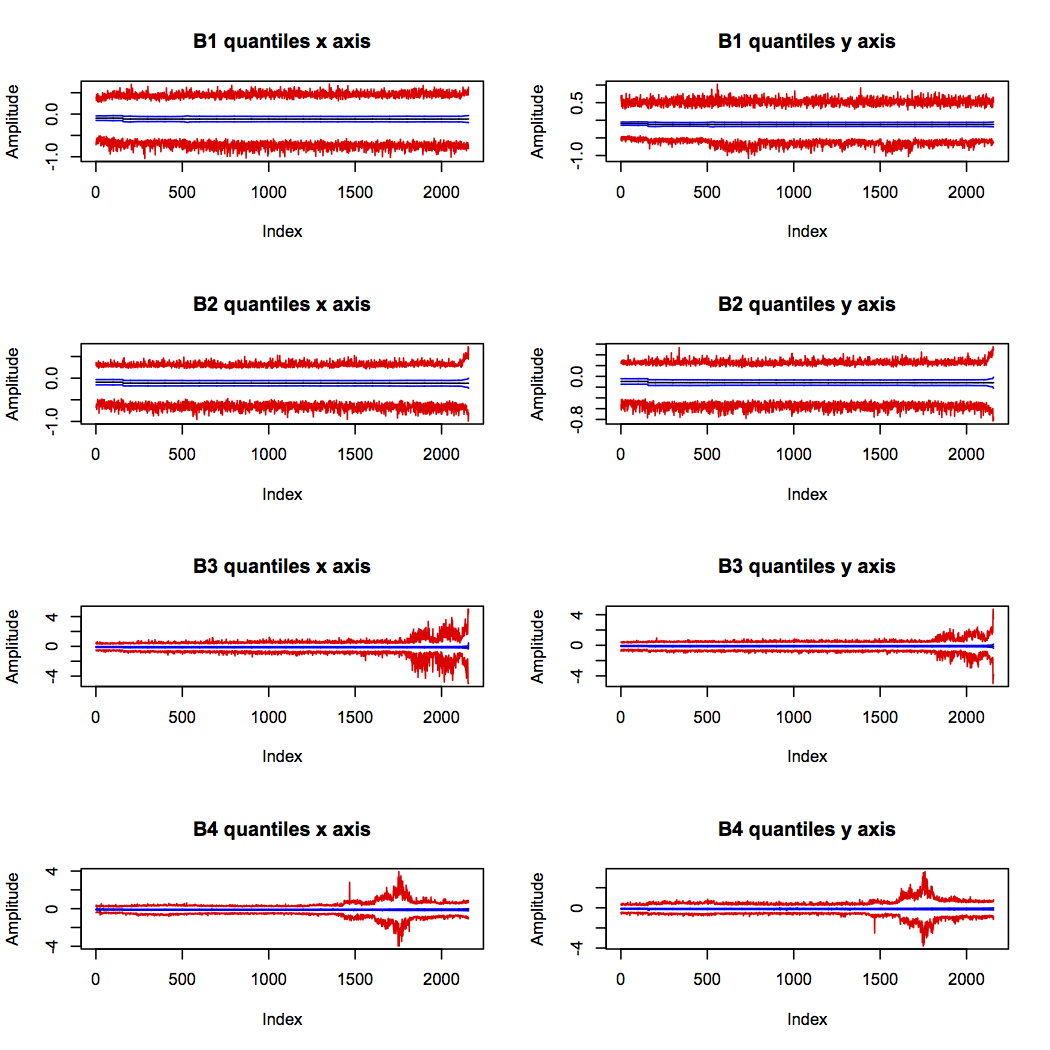 B1 quantiles x axis
Amplitude
0.0
-1.0
0 500 1000 1500 2000
Index
B1 quantiles y axis
Amplitude
0.5
-1.0
0 500 1000 1500 2000
Index
B2 quantiles x axis
Amplitude
0.0
-1.0
0 500 1000 1500 2000
Index
B2 quantiles y axis
Amplitude
0.0
-0.8
0 500 1000 1500 2000
Index
B3 quantiles x axis
Amplitude
4
0
-4
0 500 1000 1500 2000
Index
B3 quantiles y axis
Amplitude
4
0
-4
0 500 1000 1500 2000
Index
B4 quantiles x axis
Amplitude
4
0
-4
0 500 1000 1500 2000
Index
B4 quantiles y axis
Amplitude
0
-4
0 500 1000 1500 2000
Index